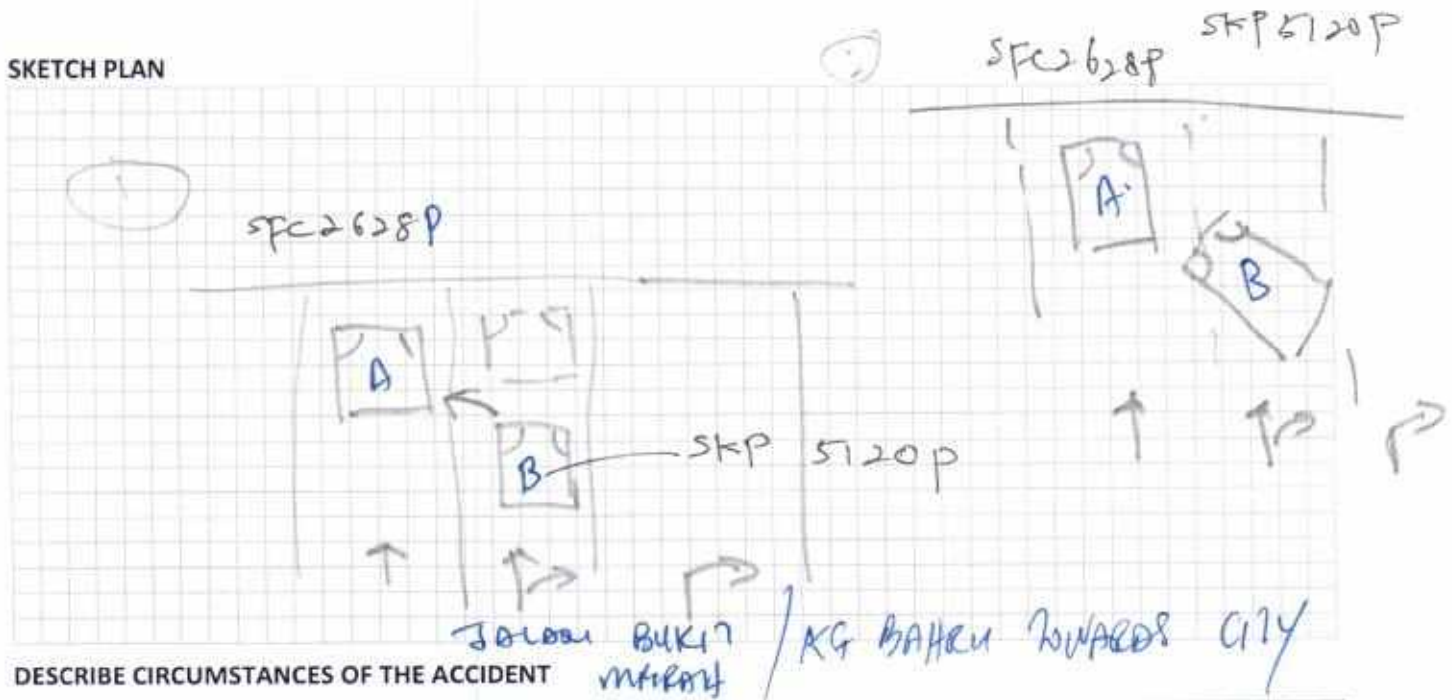 SKETCH PLAN
SFC2628P
SKP5120P
1
SFC2628P
A
B
A
B
SKP 5120P
JALAN BUKIT MERAH / KG BAHRU TOWARDS CITY
DESCRIBE CIRCUMSTANCES OF THE ACCIDENT